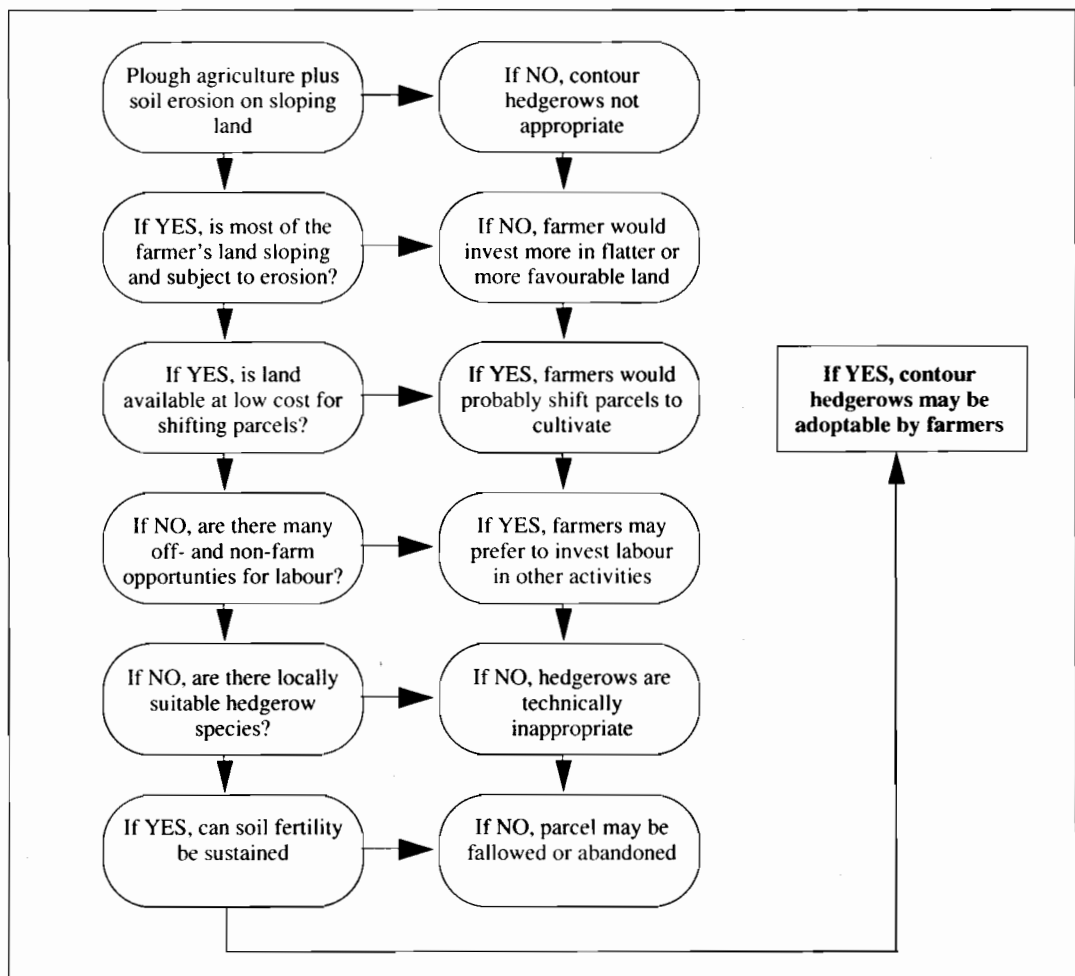 Plough agriculture plus
soil erosion on sloping
land
If NO, contour
hedgerows not
appropriate
If YES, is most of the
farmer's land sloping
and subject to erosion?
If NO, farmer would
invest more in flatter or
more favourable land
If YES, is land
available at low cost for
shifting parcels?
If YES, farmers would
probably shift parcels to
cultivate
If YES, contour
hedgerows may be
adoptable by farmers
If NO, are there many
off- and non-farm
opportunties for labour?
If YES, farmers may
prefer to invest labour
in other activities
If NO, are there locally
suitable hedgerow
species?
If NO, hedgerows are
technically
inappropriate
If YES, can soil fertility
be sustained
If NO, parcel may be
fallowed or abandoned